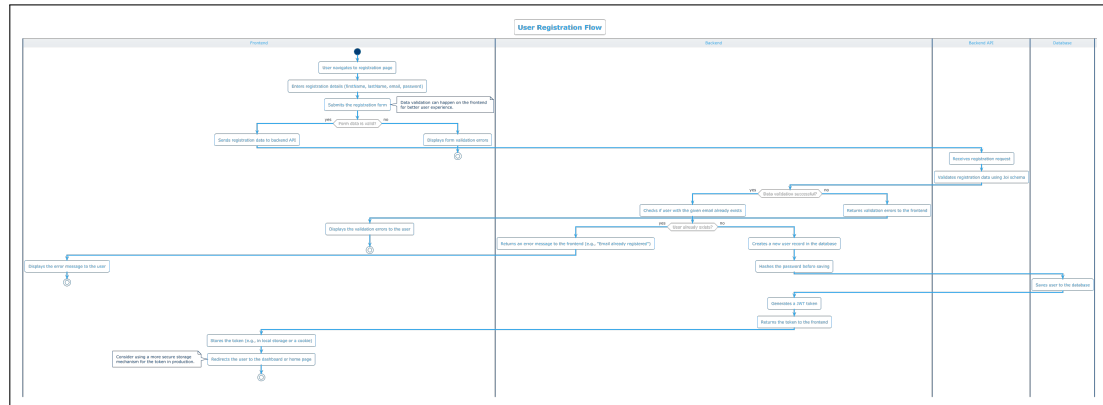 User Registration Flow
Frontend
Backend
Backend API
Database
User navigates to registration page
Enters registration details (firstName, lastName, email, password)
Submits the registration form
Data validation can happen on the frontend
for better user experience.
yes
Form data is valid?
no
Sends registration data to backend API
Displays form validation errors
Receives registration request
Validates registration data using Joi schema
yes
Data validation successful?
no
Checks if user with the given email already exists
Returns validation errors to the frontend
Displays the validation errors to the user
yes
User already exists?
no
Returns an error message to the frontend (e.g., "Email already registered")
Creates a new user record in the database
Displays the error message to the user
Hashes the password before saving
Saves user to the database
Generates a JWT token
Returns the token to the frontend
Stores the token (e.g., in local storage or a cookie)
Consider using a more secure storage
mechanism for the token in production.
Redirects the user to the dashboard or home page